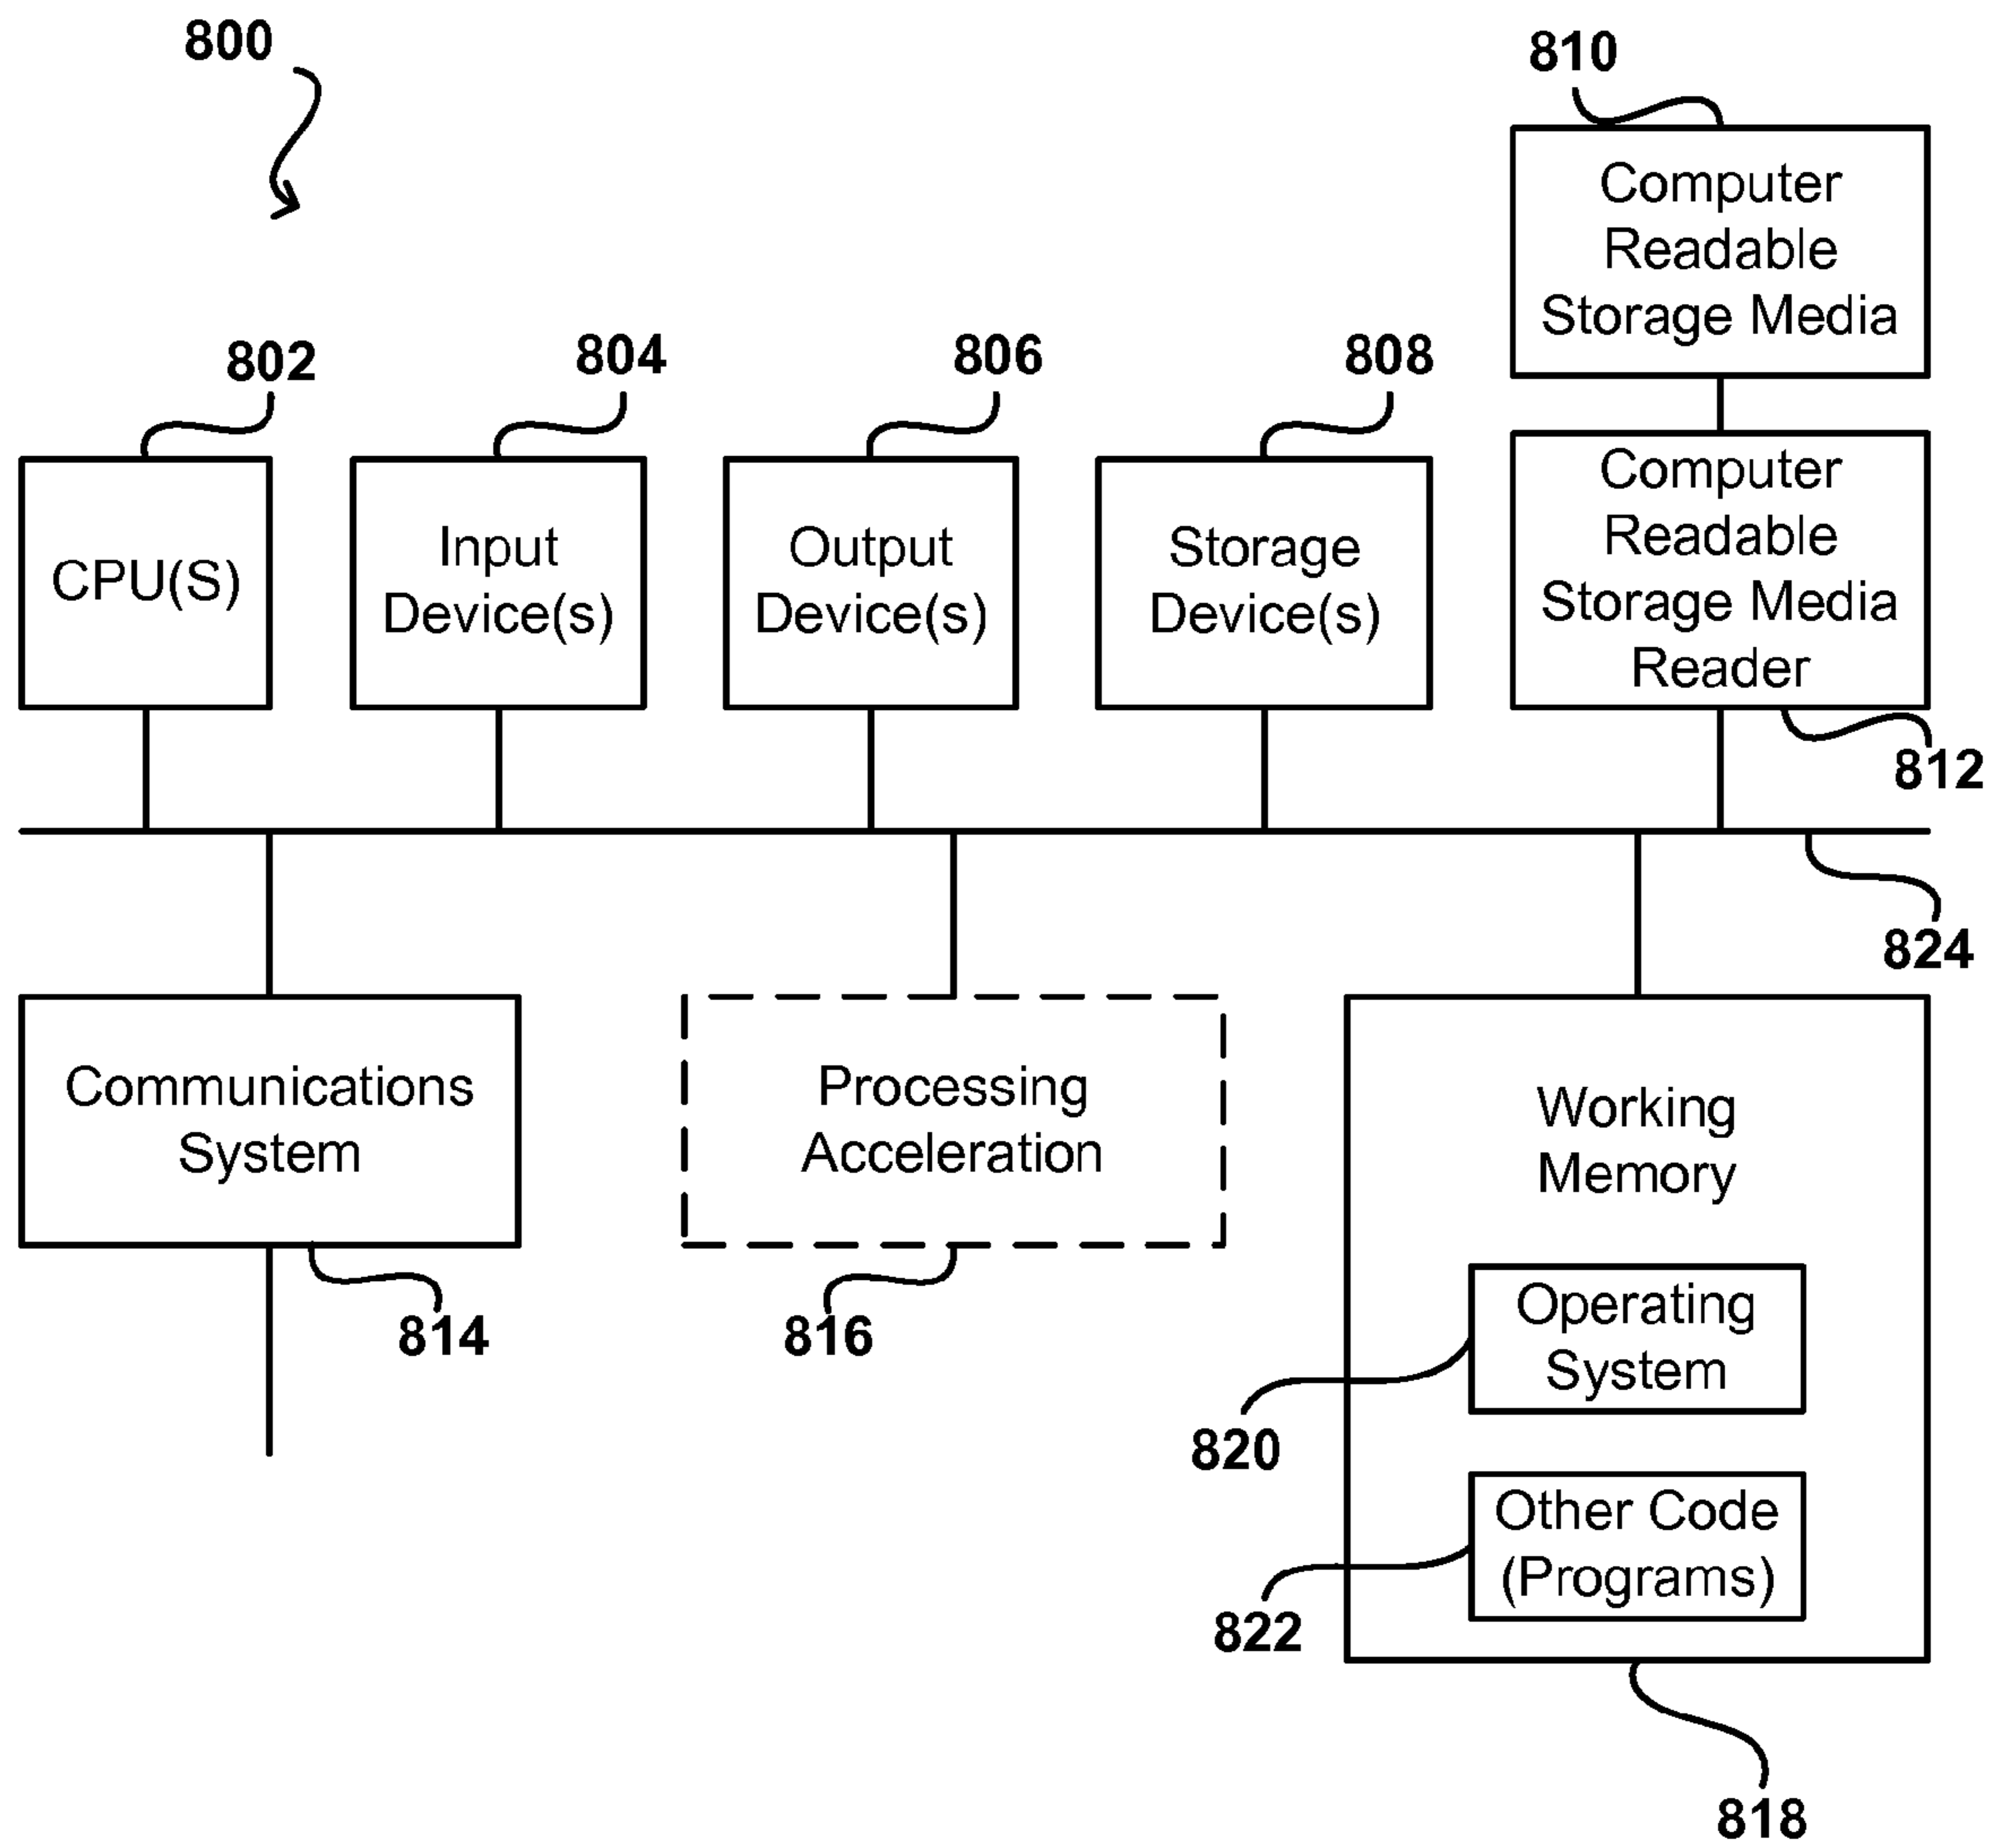 800
810
Computer
Readable
Storage Media
802
804
806
808
CPU(S)
Input
Device(s)
Output
Device(s)
Storage
Device(s)
Computer
Readable
Storage Media
Reader
812
824
Communications
System
814
Processing
Acceleration
816
Working
Memory
Operating
System
820
Other Code
(Programs)
822
818